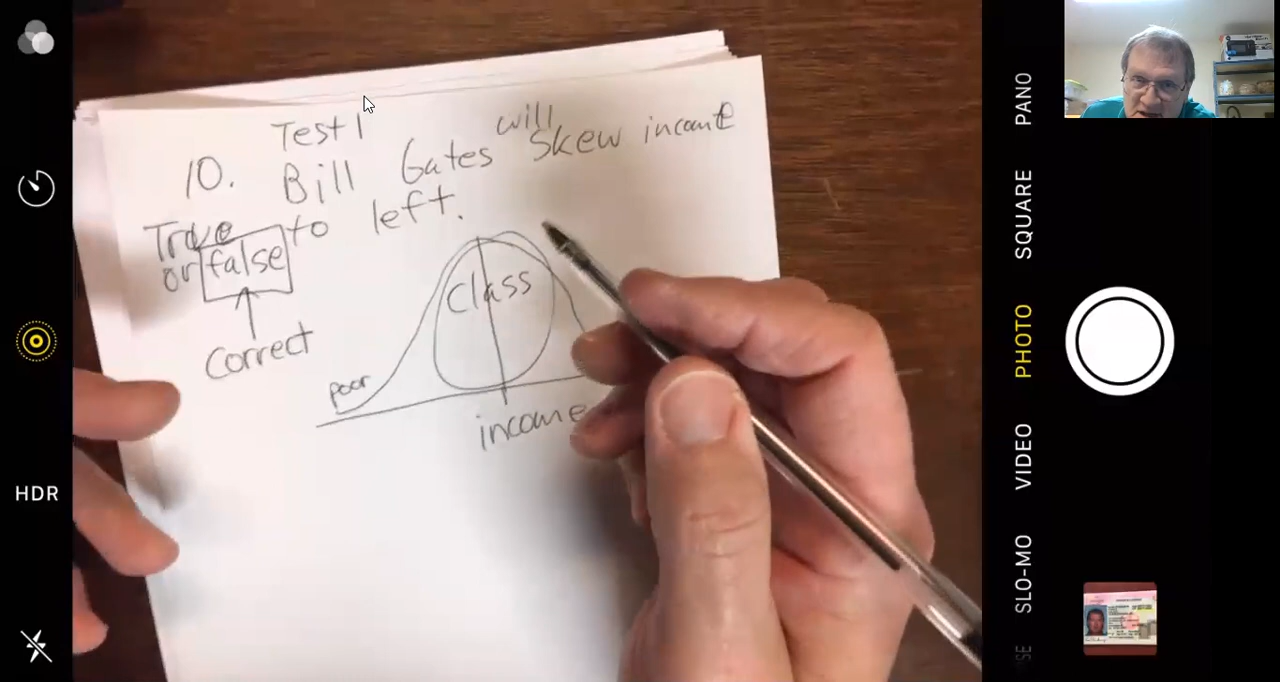 Test 1
10. Bill Gates will skew income
True to left.
or false
correct
class
poor
income
HDR
PANO
SQUARE
PHOTO
VIDEO
SLO-MO
SE